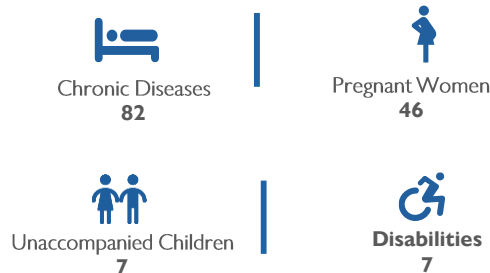 Chronic Diseases
82
Pregnant Women
46
Unaccompanied Children
7
Disabilities
7